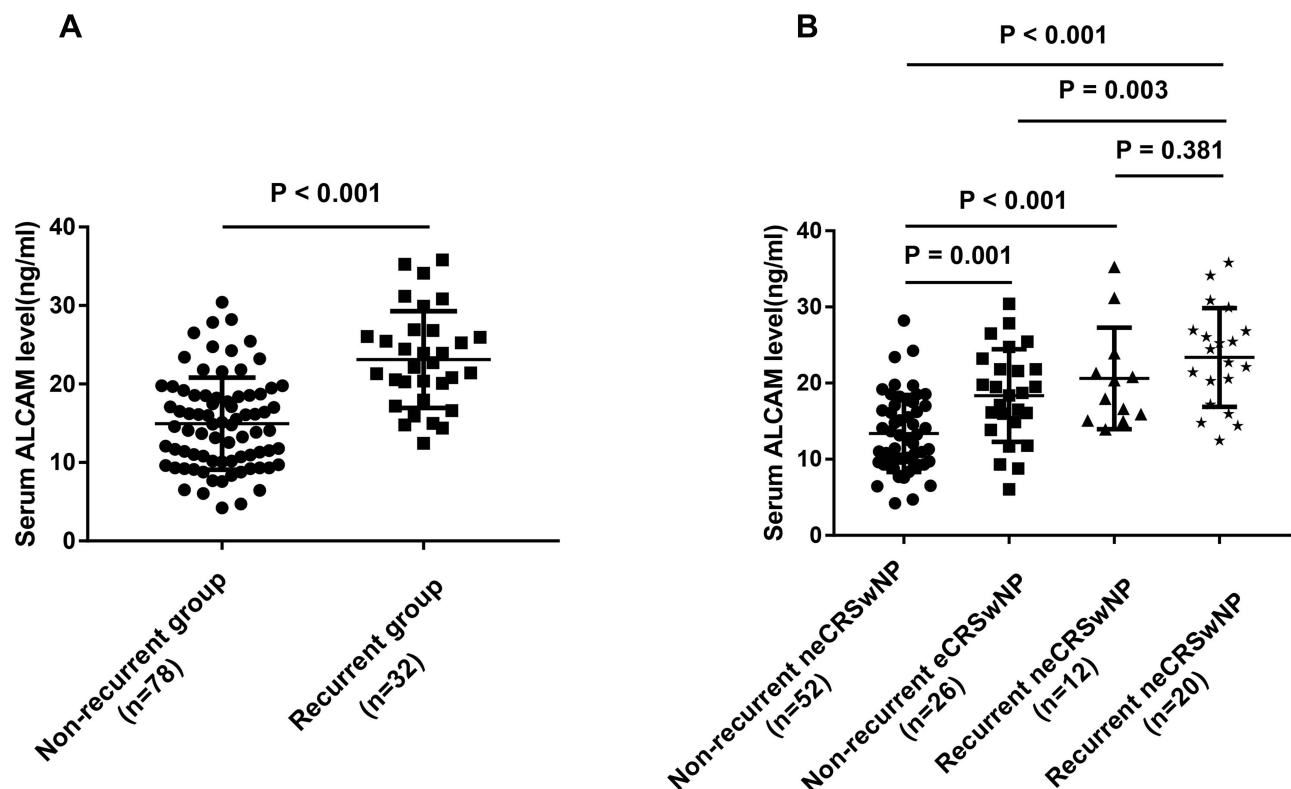 A
P < 0.001
Serum ALCAM level(ng/ml)
40
30
20
10
0
Non-recurrent group
(n=78)
Recurrent group
(n=32)
B
P < 0.001
P = 0.003
P = 0.381
P < 0.001
P = 0.001
Serum ALCAM level(ng/ml)
40
30
20
10
0
Non-recurrent neCRSwNP
(n=52)
Non-recurrent eCRSwNP
(n=26)
Recurrent neCRSwNP
(n=12)
Recurrent neCRSwNP
(n=20)